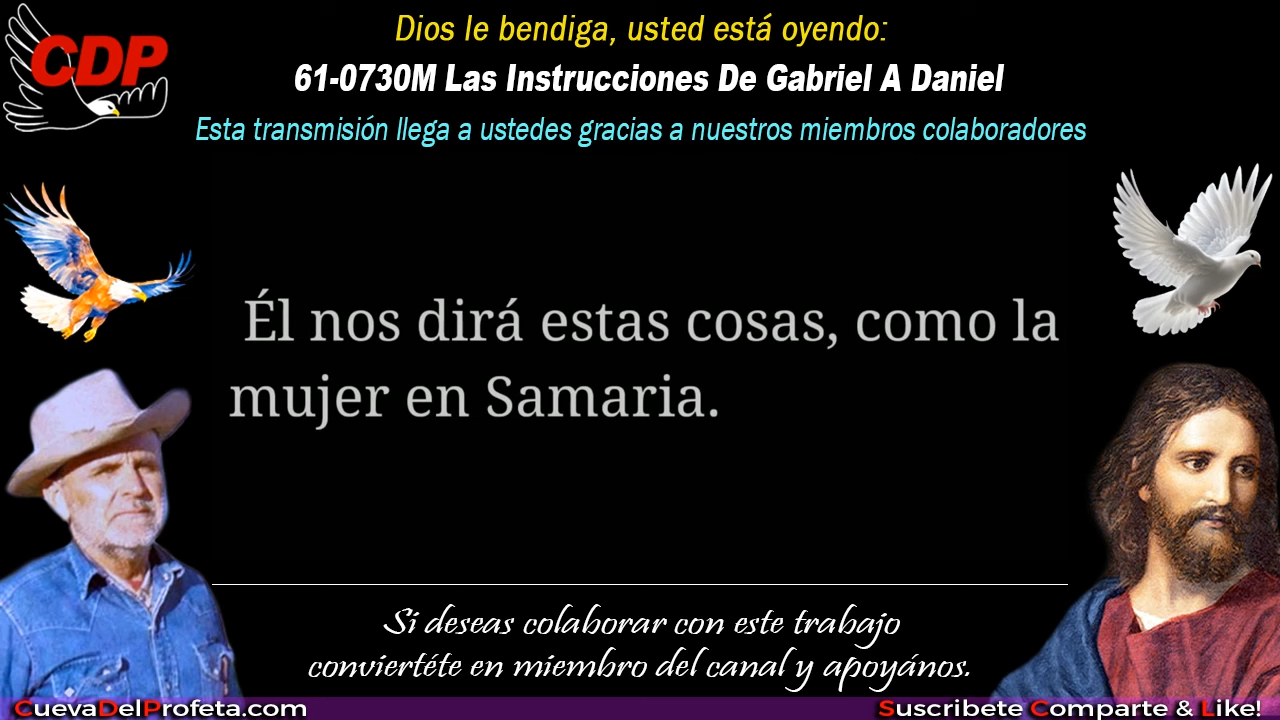 CDP
Dios le bendiga, usted está oyendo:
61-0730M Las Instrucciones De Gabriel A Daniel
Esta transmisión llega a ustedes gracias a nuestros miembros colaboradores
Él nos dirá estas cosas, como la
mujer en Samaria.
Si deseas colaborar con este trabajo
conviertéte en miembro del canal y apoyános.
CuevaDelProfeta.com
Suscribete Comparte & Like!